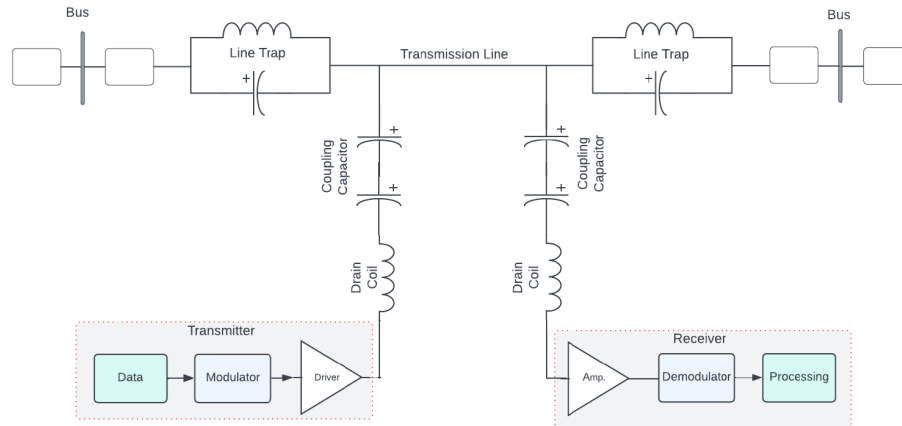 Bus
Bus
Line Trap
Transmission Line
Line Trap
+
+
+
+
Coupling
Capacitor
Coupling
Capacitor
+
+
Drain
Coil
Drain
Coil
Transmitter
Receiver
Data
Modulator
Driver
Amp.
Demodulator
Processing